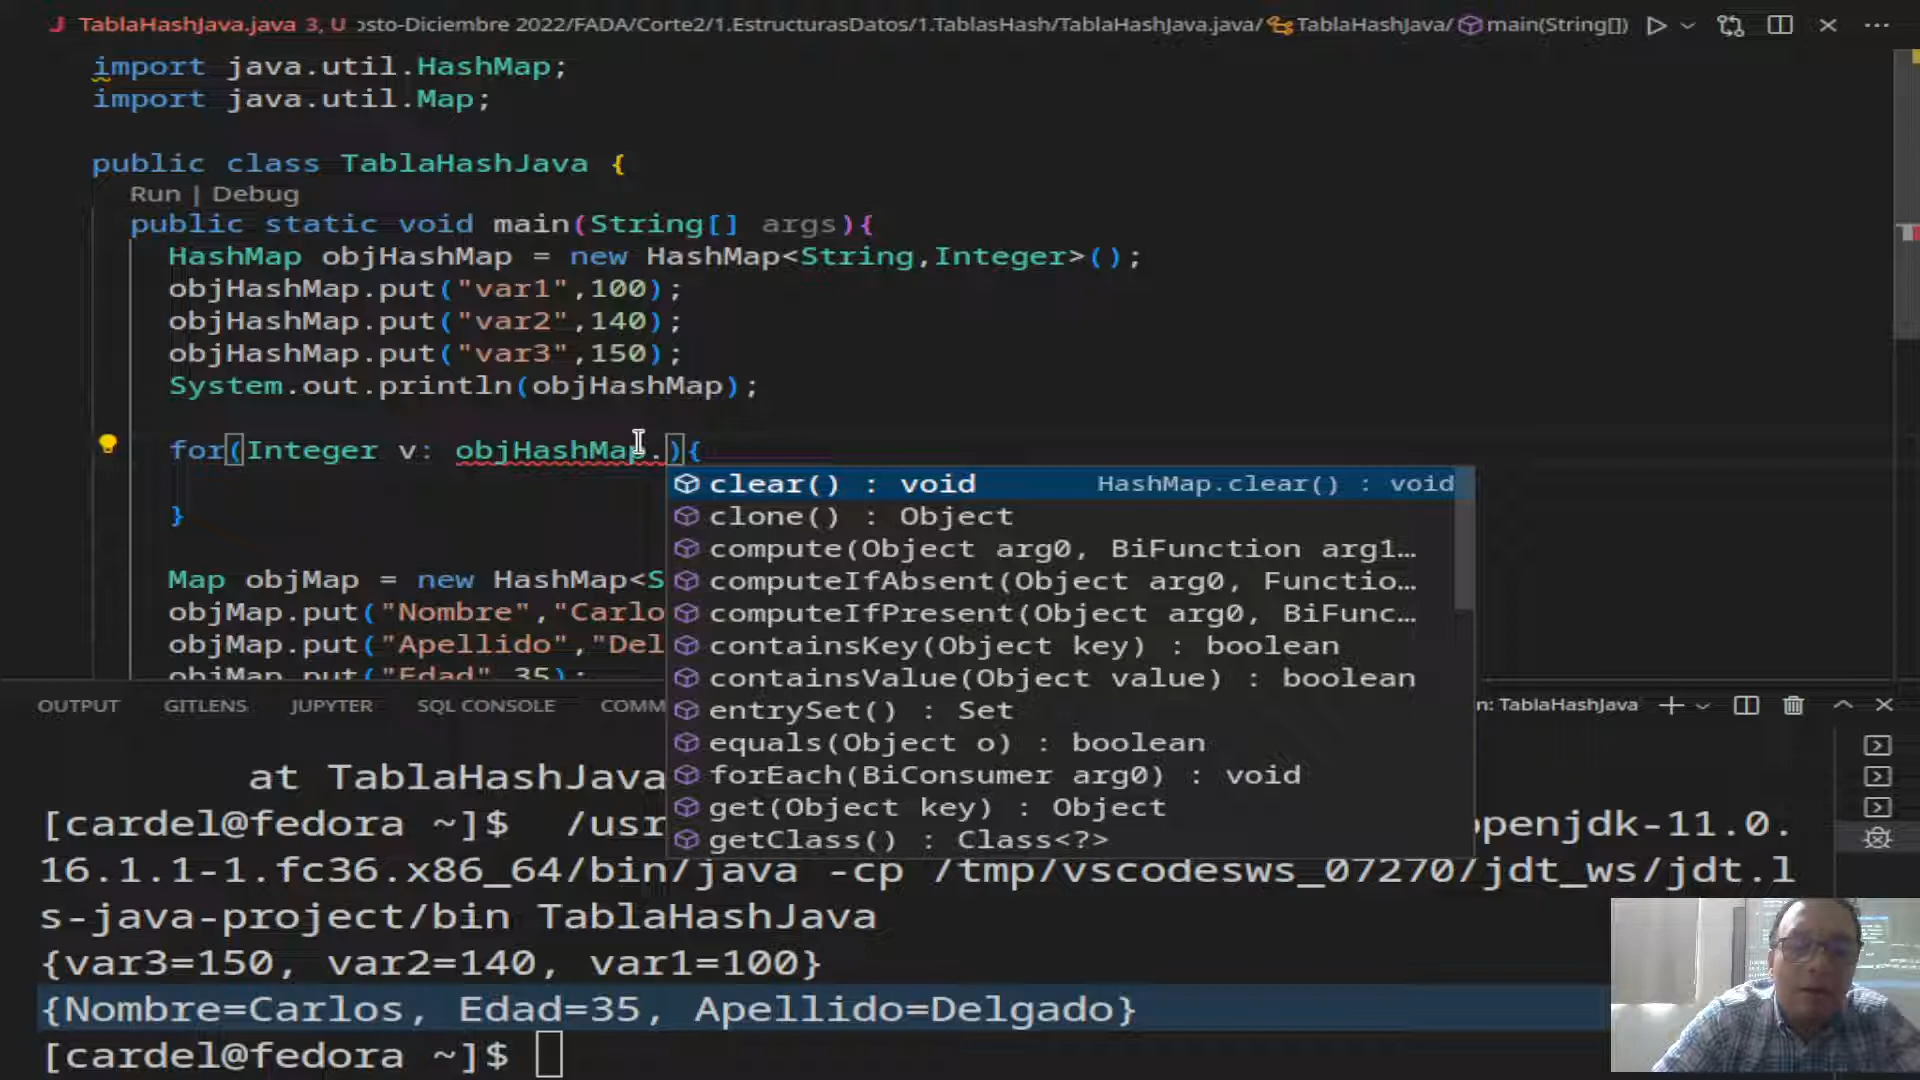 TablaHashJava.java 3, U osto-Diciembre 2022/FADA/Corte2/1.EstructurasDatos/1.TablasHash/TablaHashJava.java/ TablaHashJava/ main(String[])
import java.util.HashMap;
import java.util.Map;
public class TablaHashJava {
Run | Debug
public static void main(String[] args){
HashMap objHashMap = new HashMap<String,Integer>();
objHashMap.put("var1",100);
objHashMap.put("var2",140);
objHashMap.put("var3",150);
System.out.println(objHashMap);
for(Integer v: objHashMap.){
clear() : void HashMap.clear() : void
}
clone() : Object
compute(Object arg0, BiFunction arg1…
Map objMap = new HashMap<S
computeIfAbsent(Object arg0, Functio…
objMap.put("Nombre","Carlo
computeIfPresent(Object arg0, BiFunc…
objMap.put("Apellido","Del
containsKey(Object key) : boolean
objMap.put("Edad",35);
containsValue(Object value) : boolean
entrySet() : Set
equals(Object o) : boolean
forEach(BiConsumer arg0) : void
get(Object key) : Object
getClass() : Class<?>
OUTPUT GITLENS JUPYTER SQL CONSOLE COMM n: TablaHashJava
at TablaHashJava
[cardel@fedora ~]$ /usr openjdk-11.0.
16.1.1-1.fc36.x86_64/bin/java -cp /tmp/vscodesws_07270/jdt_ws/jdt.l
s-java-project/bin TablaHashJava
{var3=150, var2=140, var1=100}
{Nombre=Carlos, Edad=35, Apellido=Delgado}
[cardel@fedora ~]$